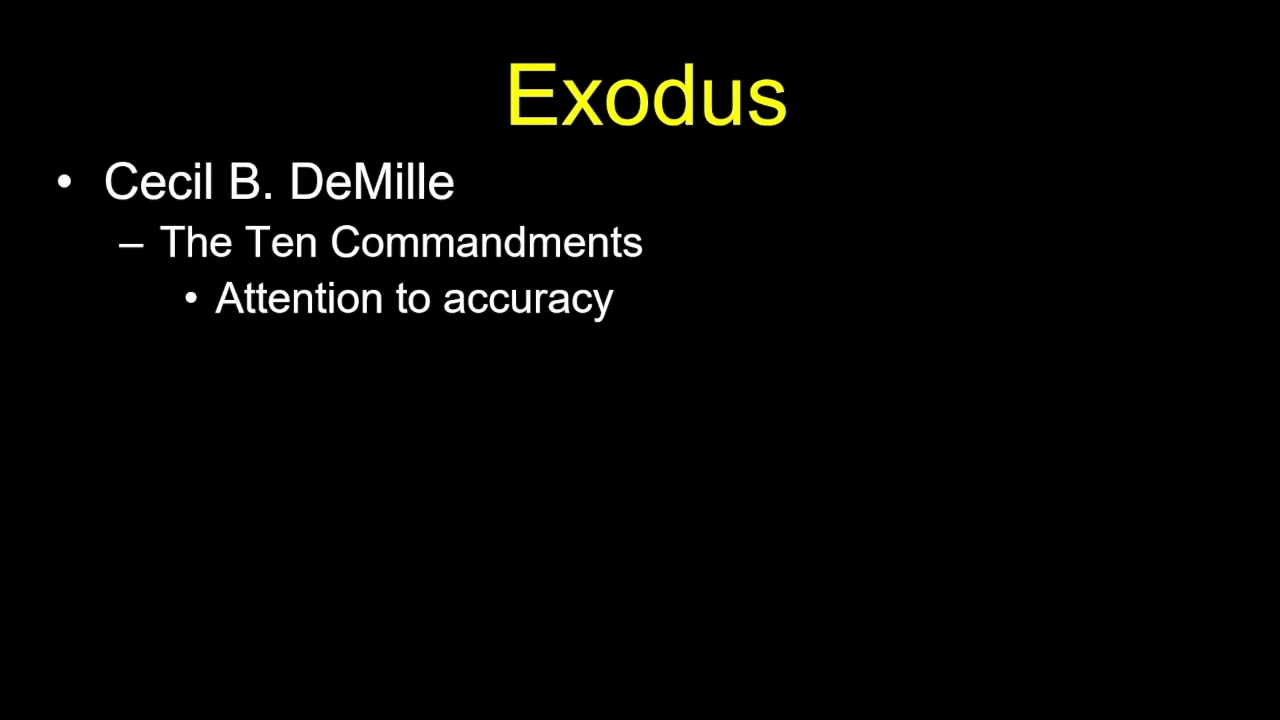 Exodus
• Cecil B. DeMille
– The Ten Commandments
• Attention to accuracy